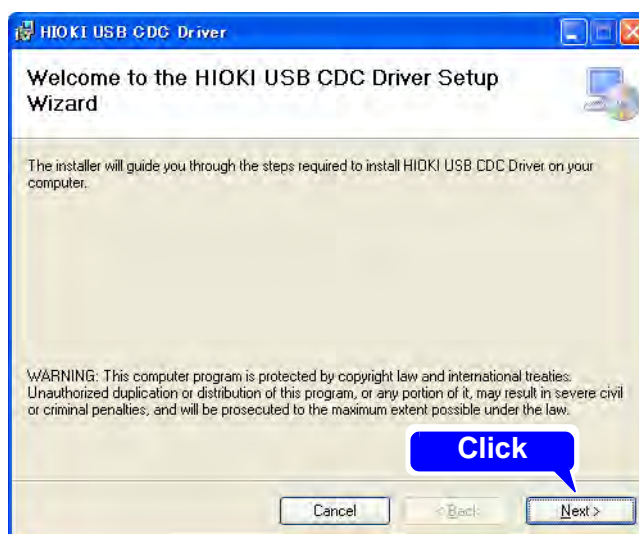 HIOKI USB CDC Driver
Welcome to the HIOKI USB CDC Driver Setup
Wizard
The installer will guide you through the steps required to install HIOKI USB CDC Driver on your
computer.
WARNING: This computer program is protected by copyright law and international treaties.
Unauthorized duplication or distribution of this program, or any portion of it, may result in severe civil
or criminal penalties, and will be prosecuted to the maximum extent possible under the law.
Click
Cancel < Back Next >